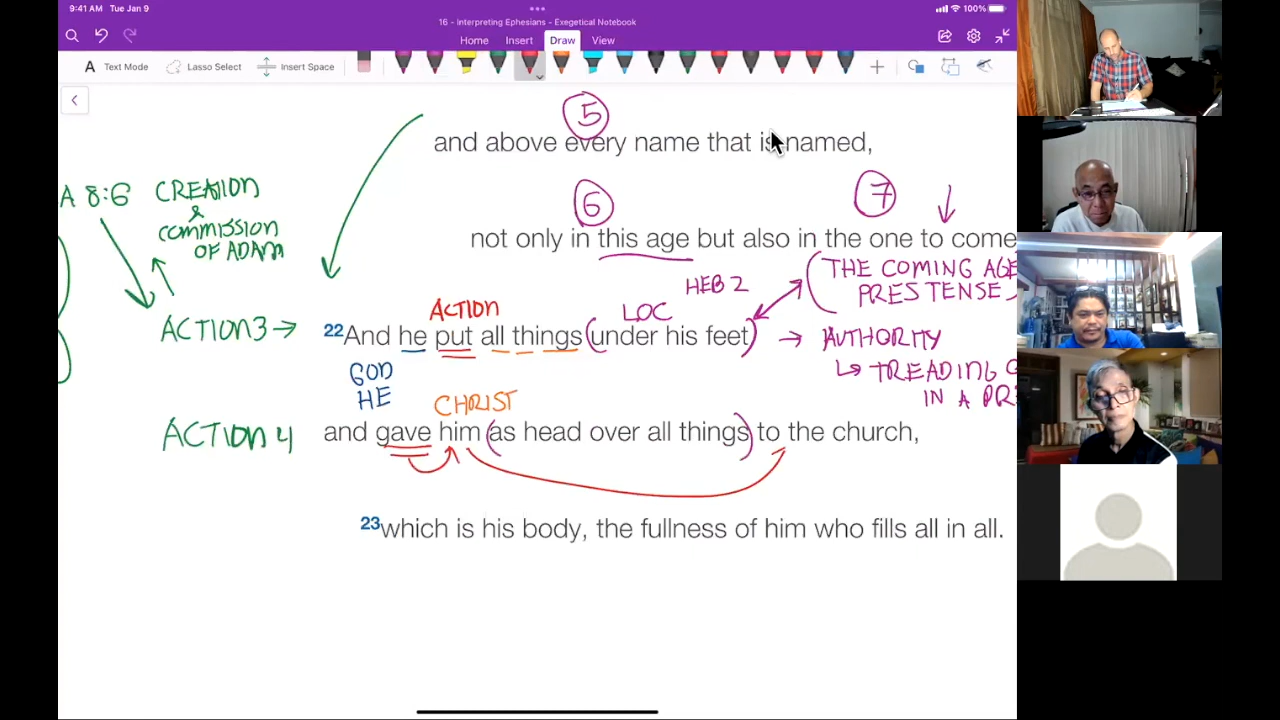 9:41 AM Tue Jan 9
100%
16 - Interpreting Ephesians - Exegetical Notebook
Home Insert Draw View
Text Mode Lasso Select Insert Space
5
and above every name that is named,
A 8:6 CREATION
&
COMMISSION
OF ADAM
6 7
not only in this age but also in the one to come
THE COMING AGE
PRES TENSE
HEB 2
ACTION LOC
ACTION 3 → 22And he put all things (under his feet) → AUTHORITY
GOD
HE
↳ TREADING
IN A
CHRIST
ACTION 4 and gave him (as head over all things) to the church,
23which is his body, the fullness of him who fills all in all.